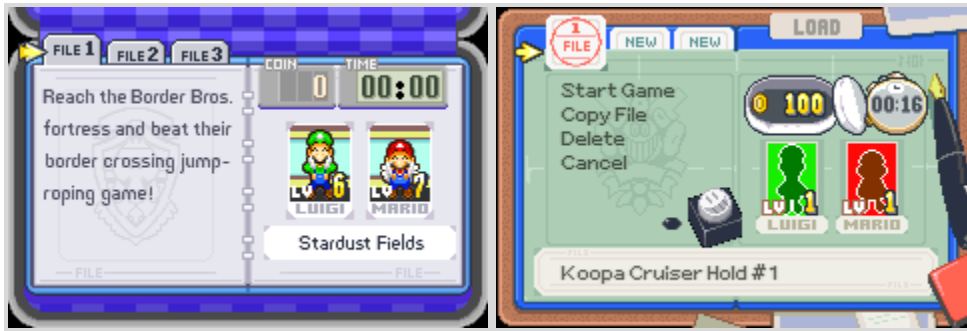 FILE 1 FILE 2 FILE 3
COIN TIME
0 00:00
Reach the Border Bros.
fortress and beat their
border crossing jump-
roping game!
LV 6 LV 7
LUIGI MARIO
Stardust Fields
FILE FILE
LOAD
1
FILE
NEW NEW
Start Game
Copy File
Delete
Cancel
100 00:16
LV 1 LV 1
LUIGI MARIO
FILE
Koopa Cruiser Hold #1
FILE